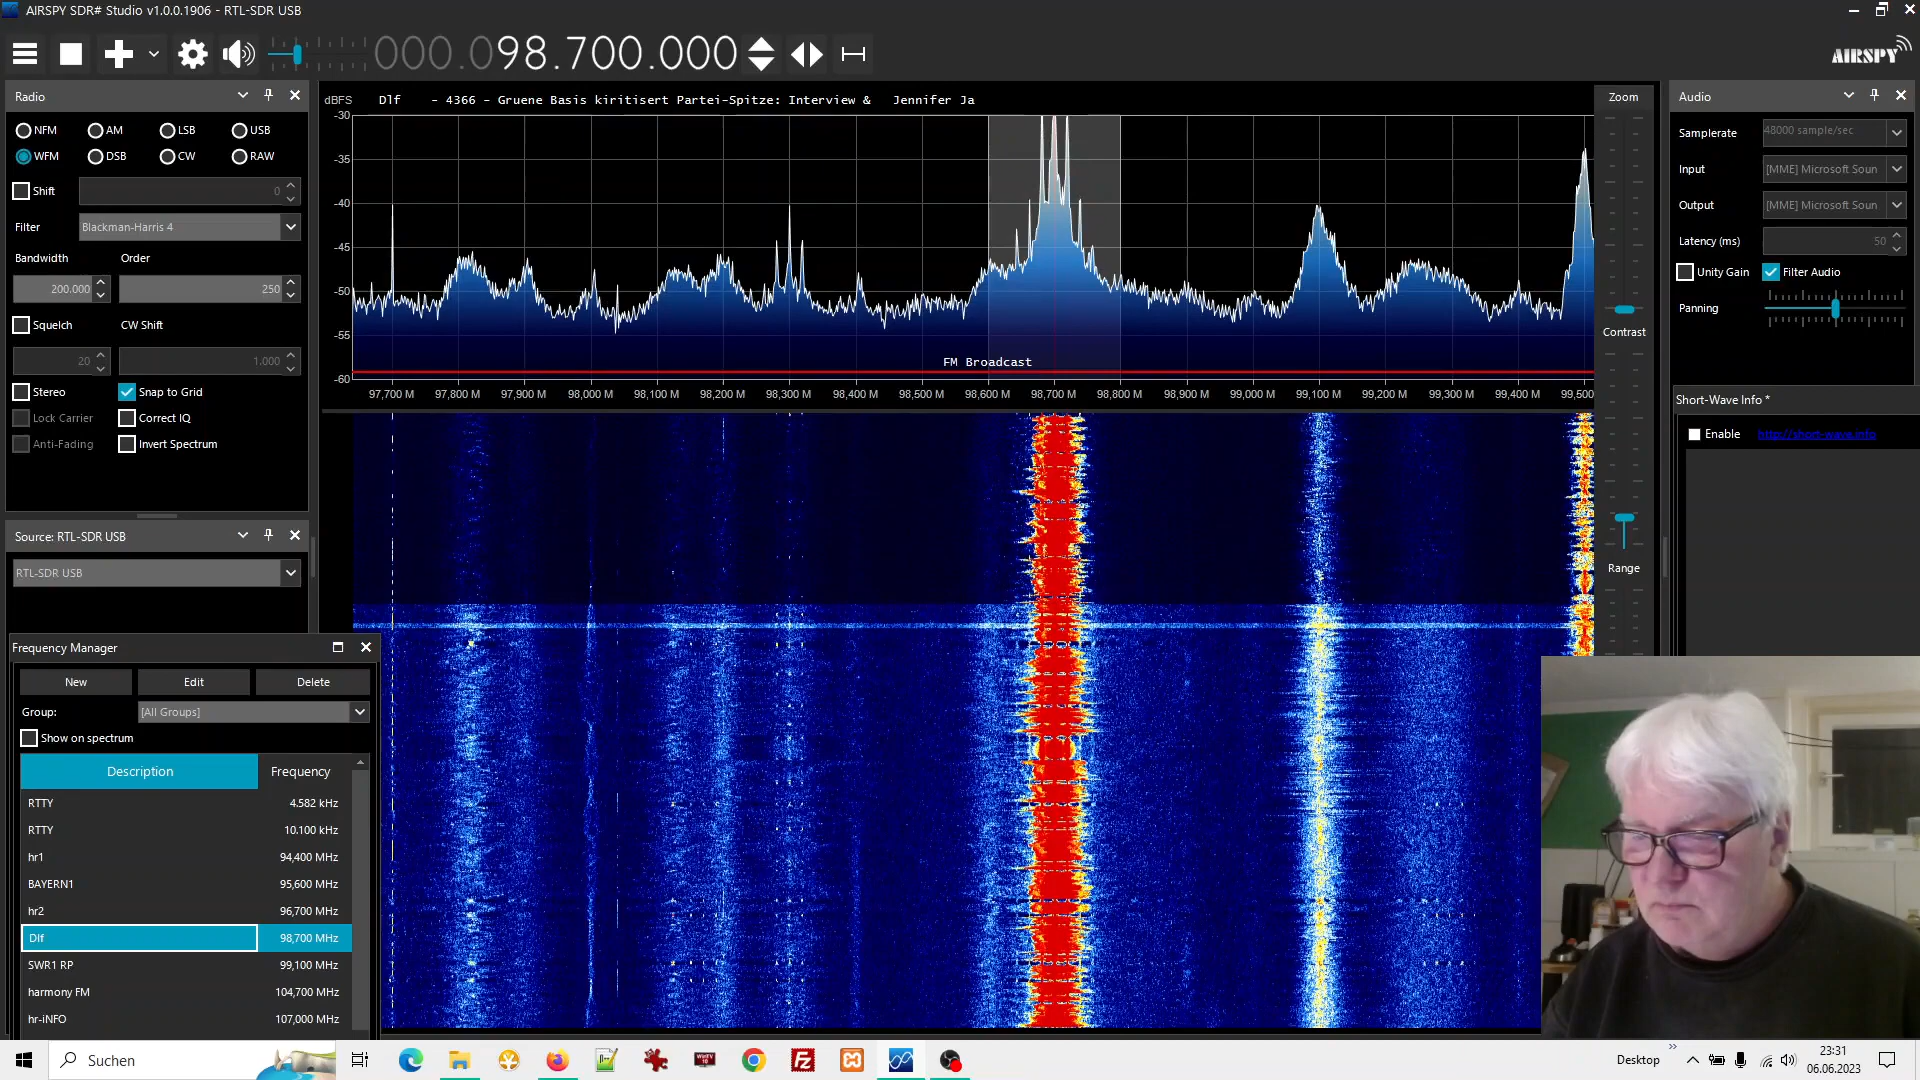 AIRSPY SDR# Studio v1.0.0.1906 - RTL-SDR USB
000.098.700.000
AIRSPY
Radio
NFM AM LSB USB
WFM DSB CW RAW
Shift 0
Filter Blackman-Harris 4
Bandwidth Order
200.000 250
Squelch CW Shift
20 1.000
Stereo Snap to Grid
Lock Carrier Correct IQ
Anti-Fading Invert Spectrum
Source: RTL-SDR USB
RTL-SDR USB
Frequency Manager
New Edit Delete
Group: [All Groups]
Show on spectrum
Description Frequency
RTTY 4.582 kHz
RTTY 10.100 kHz
hr1 94,400 MHz
BAYERN1 95,600 MHz
hr2 96,700 MHz
Dlf 98,700 MHz
SWR1 RP 99,100 MHz
harmony FM 104,700 MHz
hr-iNFO 107,000 MHz
dBFS Dlf - 4366 - Gruene Basis kiritisert Partei-Spitze: Interview & Jennifer Ja
-30
-35
-40
-45
-50
-55
-60
FM Broadcast
97,700 M 97,800 M 97,900 M 98,000 M 98,100 M 98,200 M 98,300 M 98,400 M 98,500 M 98,600 M 98,700 M 98,800 M 98,900 M 99,000 M 99,100 M 99,200 M 99,300 M 99,400 M 99,500
Zoom
Contrast
Range
Audio
Samplerate 48000 sample/sec
Input [MME] Microsoft Soun
Output [MME] Microsoft Soun
Latency (ms) 50
Unity Gain Filter Audio
Panning
Short-Wave Info *
Enable http://short-wave.info
Suchen
WinTV
10
Fz
Desktop
»
23:31
06.06.2023